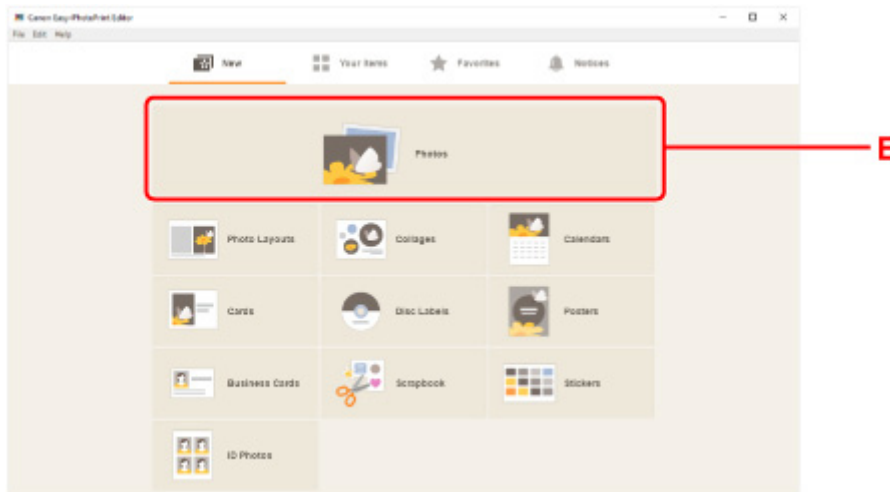 Canon Easy-PhotoPrint Editor
File Edit Help
New Your Items Favorites Notices
Photos
E
Photo Layouts Collages Calendars
Cards Disc Labels Posters
Business Cards Scrapbook Stickers
ID Photos